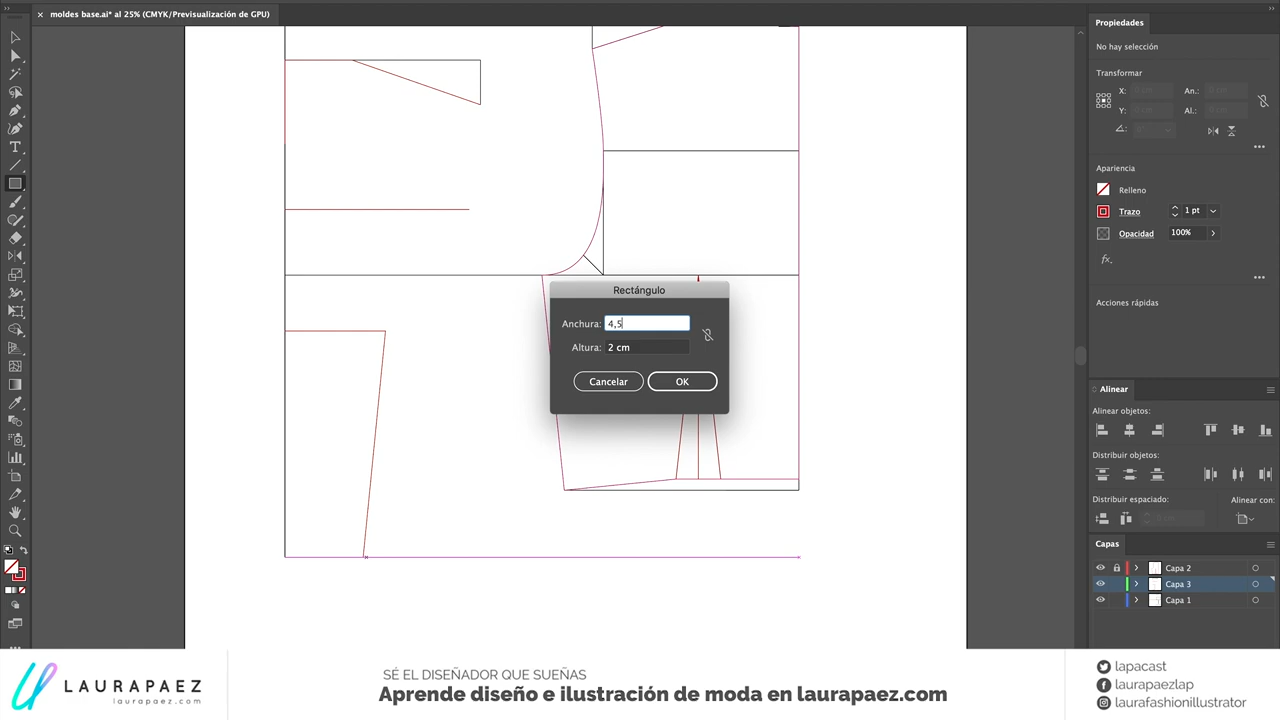 moldes base.ai* al 25% (CMYK/Previsualización de GPU)
Propiedades
No hay selección
Transformar
X:
An.:
Y:
Al.:
Apariencia
Relleno
Trazo
1 pt
Opacidad
100%
fx.
Acciones rápidas
Rectángulo
Anchura: 4,5
Altura: 2 cm
Cancelar
OK
Alinear
Alinear objetos:
Distribuir objetos:
Distribuir espaciado:
Alinear con:
Capas
Capa 2
Capa 3
Capa 1
LAURAPAEZ
laurapaez.com
SÉ EL DISEÑADOR QUE SUEÑAS
Aprende diseño e ilustración de moda en laurapaez.com
lapacast
laurapaezlap
laurafashionillustrator